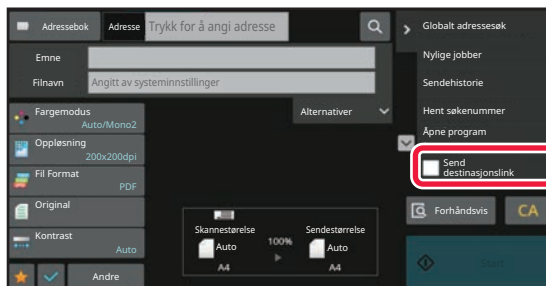 Adressebok
Adresse
Trykk for å angi adresse
Emne
Filnavn
Angitt av systeminnstillinger
Fargemodus
Auto/Mono2
Oppløsning
200x200dpi
Fil Format
PDF
Original
Kontrast
Auto
Andre
Alternativer
Skannestørelse
Auto
A4
100%
Sendestørrelse
Auto
A4
Globalt adressesøk
Nylige jobber
Sendehistorie
Hent søkenummer
Åpne program
Send
destinasjonslink
Forhåndsvis
CA
Start